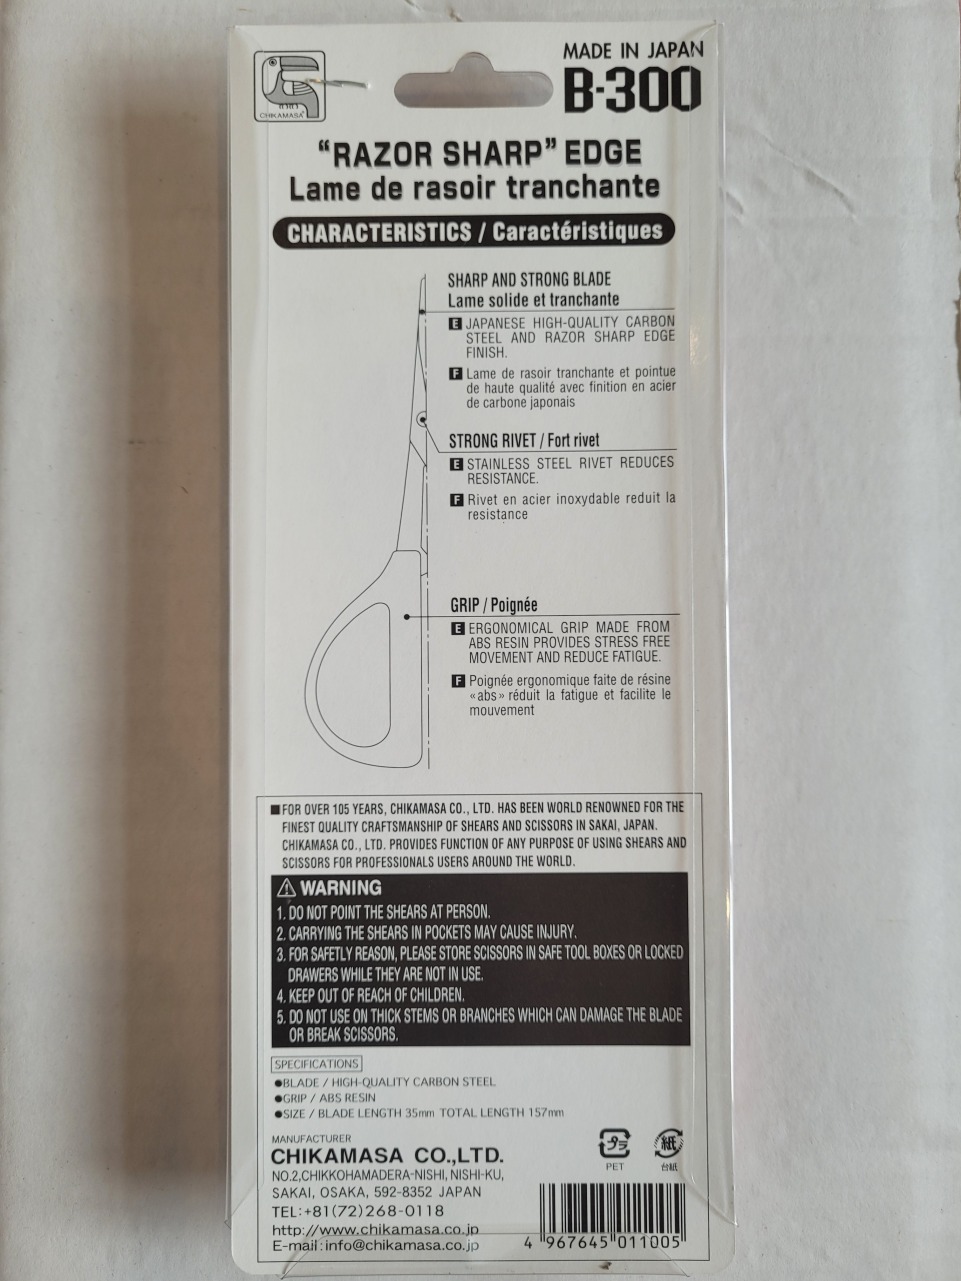 CHIKAMASA
MADE IN JAPAN
B-300
“RAZOR SHARP” EDGE
Lame de rasoir tranchante
CHARACTERISTICS / Caractéristiques
SHARP AND STRONG BLADE
Lame solide et tranchante
E JAPANESE HIGH-QUALITY CARBON
STEEL AND RAZOR SHARP EDGE
FINISH.
F Lame de rasoir tranchante et pointue
de haute qualité avec finition en acier
de carbone japonais
STRONG RIVET / Fort rivet
E STAINLESS STEEL RIVET REDUCES
RESISTANCE.
F Rivet en acier inoxydable reduit la
resistance
GRIP / Poignée
E ERGONOMICAL GRIP MADE FROM
ABS RESIN PROVIDES STRESS FREE
MOVEMENT AND REDUCE FATIGUE.
F Poignée ergonomique faite de résine
«abs» réduit la fatigue et facilite le
mouvement
■FOR OVER 105 YEARS, CHIKAMASA CO., LTD. HAS BEEN WORLD RENOWNED FOR THE
FINEST QUALITY CRAFTSMANSHIP OF SHEARS AND SCISSORS IN SAKAI, JAPAN.
CHIKAMASA CO., LTD. PROVIDES FUNCTION OF ANY PURPOSE OF USING SHEARS AND
SCISSORS FOR PROFESSIONALS USERS AROUND THE WORLD.
⚠ WARNING
1. DO NOT POINT THE SHEARS AT PERSON.
2. CARRYING THE SHEARS IN POCKETS MAY CAUSE INJURY.
3. FOR SAFETLY REASON, PLEASE STORE SCISSORS IN SAFE TOOL BOXES OR LOCKED
DRAWERS WHILE THEY ARE NOT IN USE.
4. KEEP OUT OF REACH OF CHILDREN.
5. DO NOT USE ON THICK STEMS OR BRANCHES WHICH CAN DAMAGE THE BLADE
OR BREAK SCISSORS.
SPECIFICATIONS
●BLADE / HIGH-QUALITY CARBON STEEL
●GRIP / ABS RESIN
●SIZE / BLADE LENGTH 35mm TOTAL LENGTH 157mm
MANUFACTURER
CHIKAMASA CO.,LTD.
NO.2,CHIKKOHAMADERA-NISHI, NISHI-KU,
SAKAI, OSAKA, 592-8352 JAPAN
TEL:+81(72)268-0118
http://www.chikamasa.co.jp
E-mail:info@chikamasa.co.jp
プラ
PET
紙
台紙
4 967645 011005